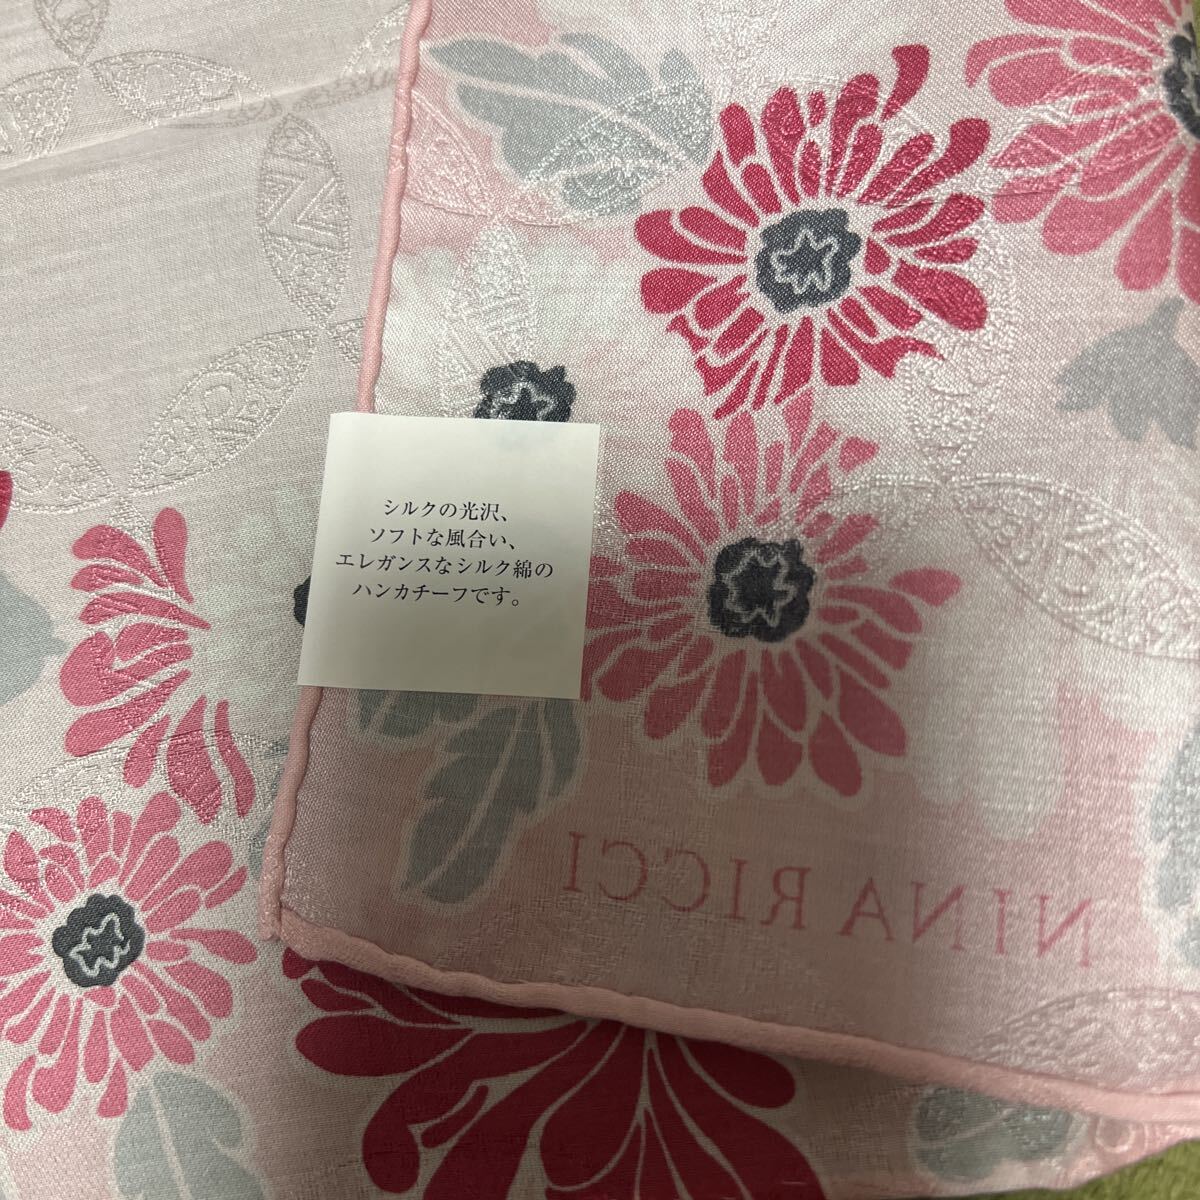 シルクの光沢、
ソフトな風合い、
エレガンスなシルク綿の
ハンカチーフです。
NINA RICCI